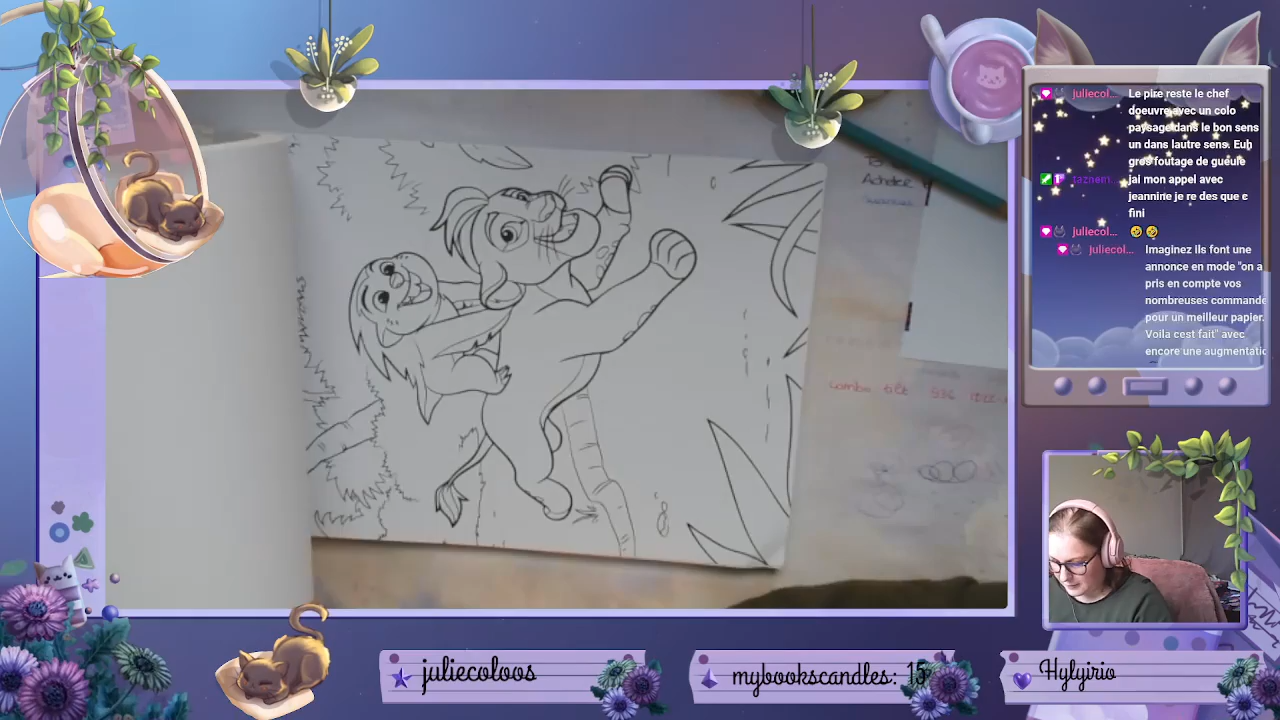 juliecol...
Le pire reste le chef
doeuvre avec un colo
paysage dans le bon sens
un dans lautre sens. Euh
gros foutage de gueule
taznem...
jai mon appel avec
jeannine je re des que c
fini
juliecol... 🤣🤣
juliecol...
Imaginez ils font une
annonce en mode "on a
pris en compte vos
nombreuses commande
pour un meilleur papier.
Voila cest fait" avec
encore une augmentatio
Acheter
juliecoloos
mybookscandles: 15
Hylyirio